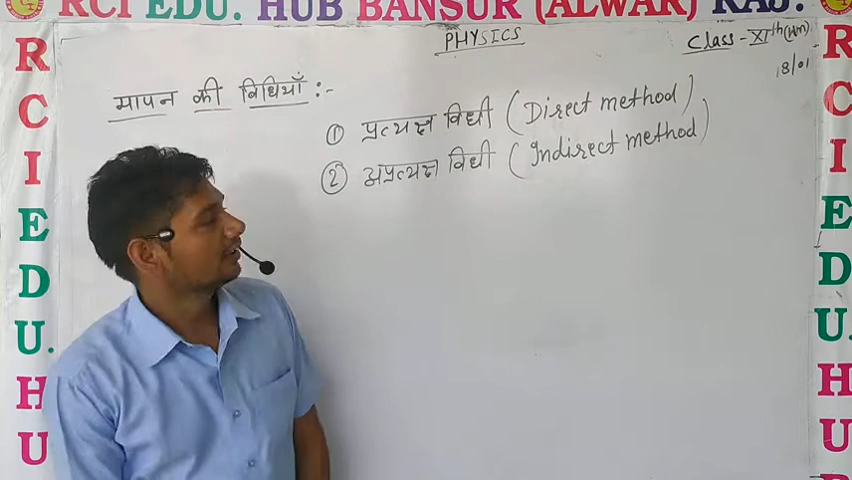 RCI EDU. HUB BANSUR (ALWAR) RAJ.
PHYSICS
Class - XIth (HM)
18/01
मापन की विधियाँ :-
① प्रत्यक्ष विधी (Direct method)
② अप्रत्यक्ष विधी (Indirect method)
R
C
I
E
D
U.
H
U
R
C
I
E
D
U.
H
U